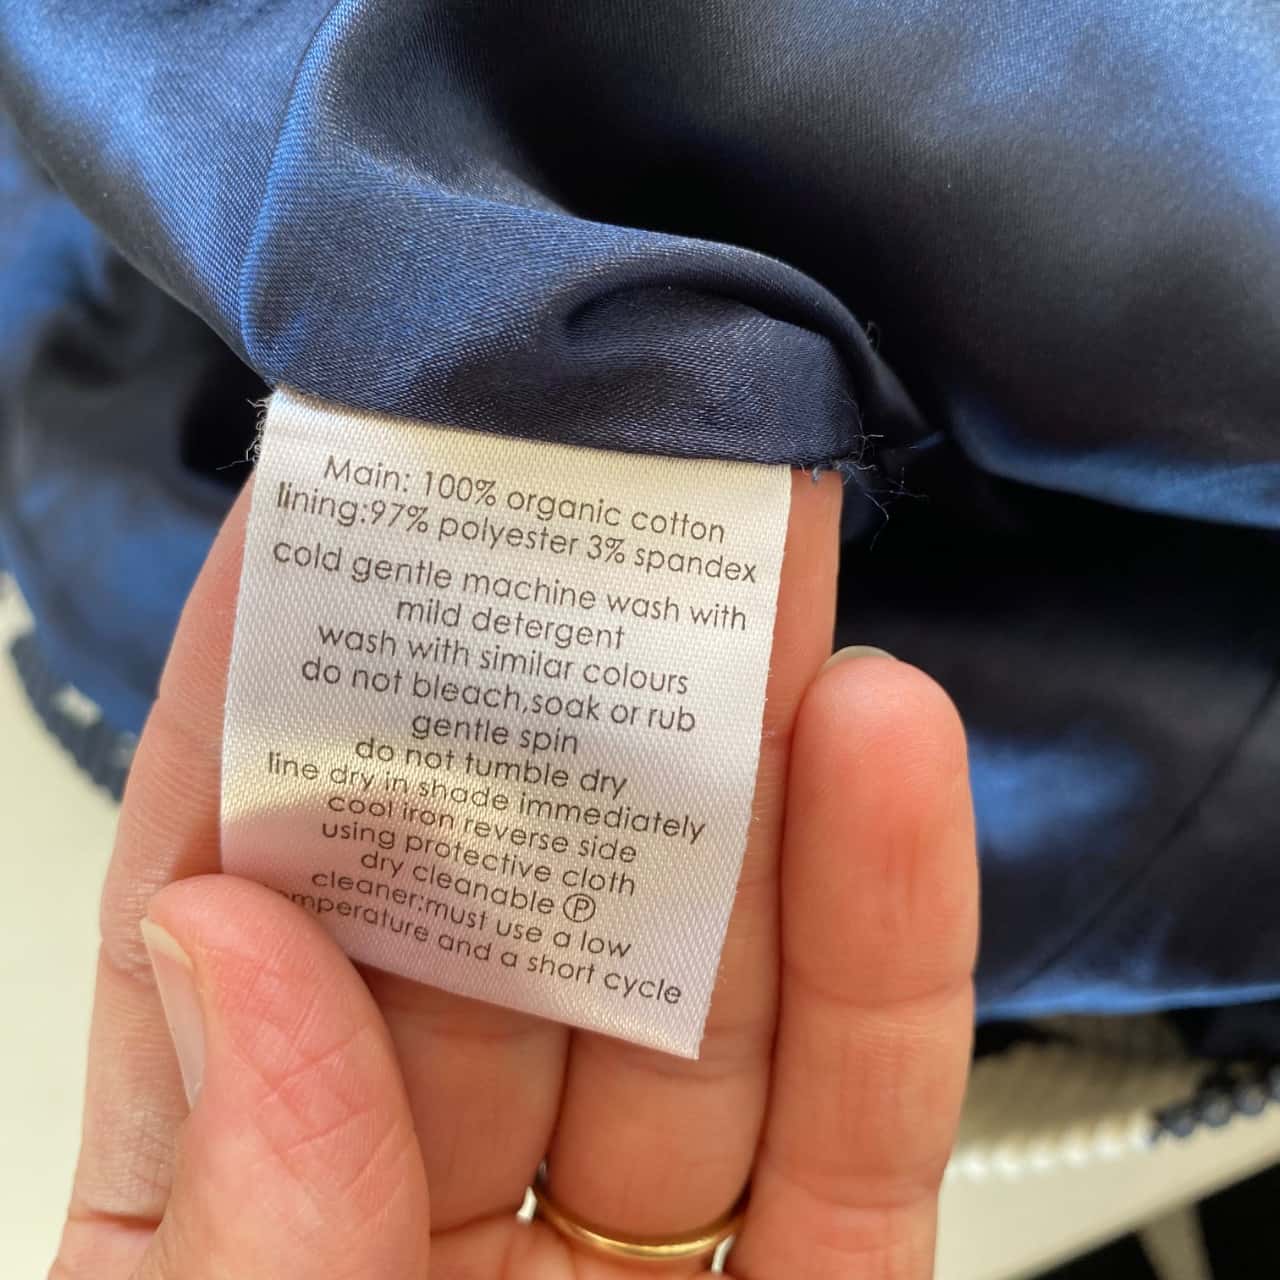 Main: 100% organic cotton
lining:97% polyester 3% spandex
cold gentle machine wash with
mild detergent
wash with similar colours
do not bleach,soak or rub
gentle spin
do not tumble dry
line dry in shade immediately
cool iron reverse side
using protective cloth
dry cleanable Ⓟ
cleaner:must use a low
mperature and a short cycle